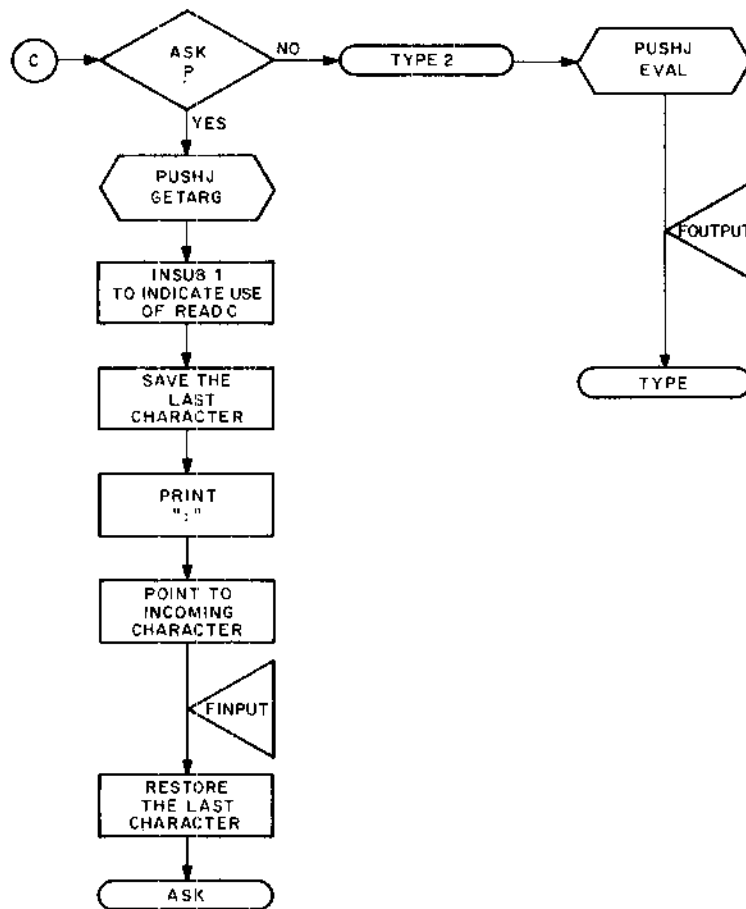 C
ASK
?
NO
TYPE 2
PUSHJ
EVAL
YES
PUSHJ
GETARG
FOUTPUT
INSUB 1
TO INDICATE USE
OF READ C
SAVE THE
LAST
CHARACTER
TYPE
PRINT
":"
POINT TO
INCOMING
CHARACTER
FINPUT
RESTORE
THE LAST
CHARACTER
ASK